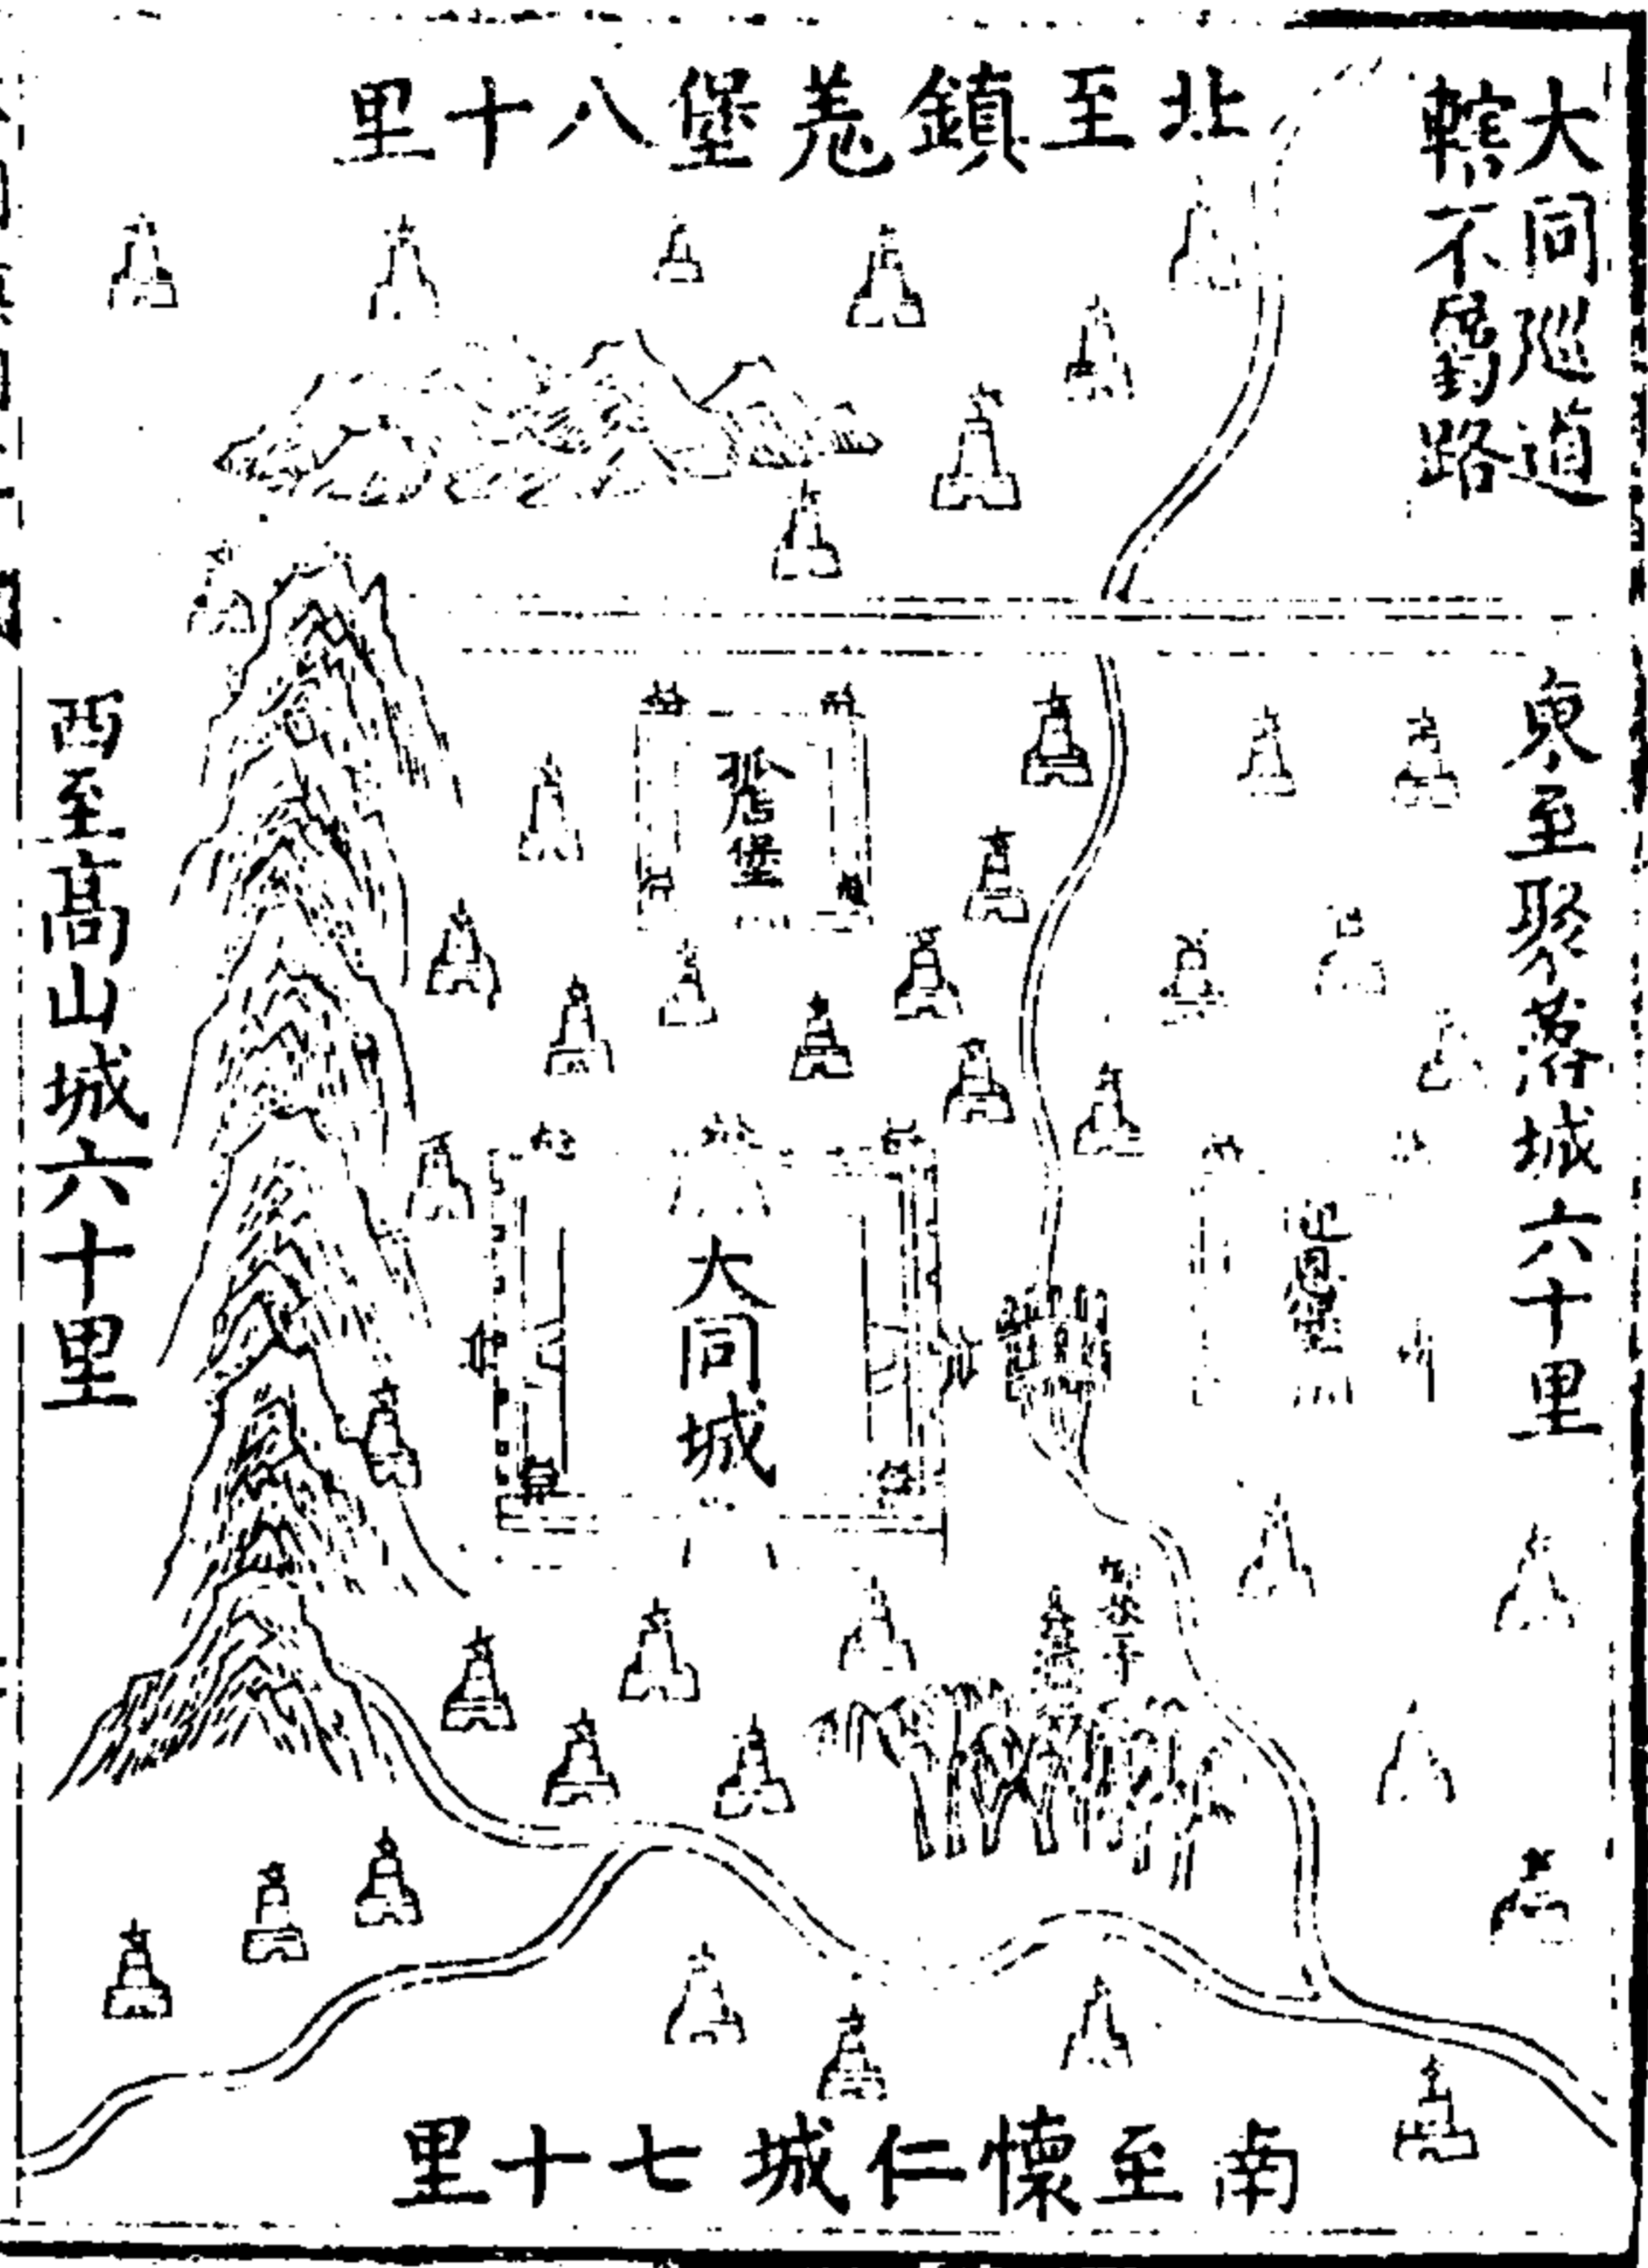 大同巡道
轄不屬路
北至鎮羗堡八十里
東至聚落城六十里
西至高山城六十里
堡
大同城
南至懷仁城七十里